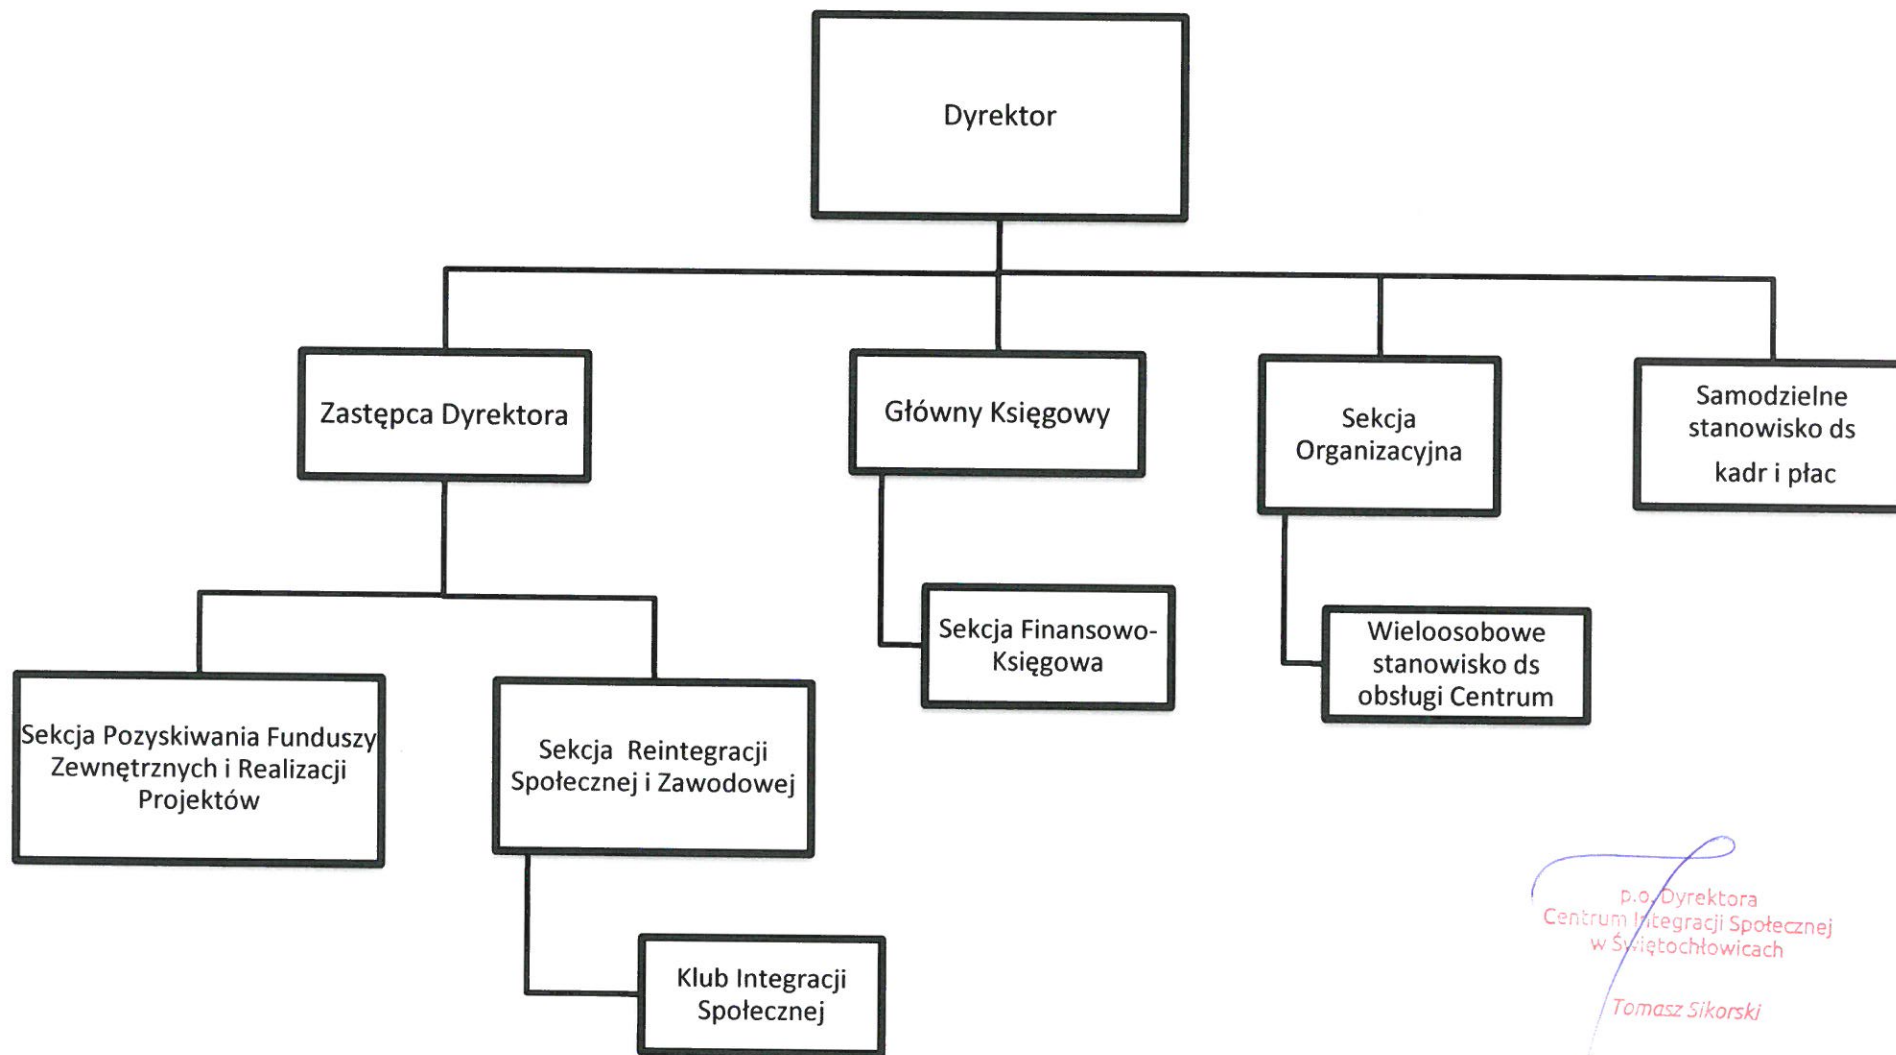 Dyrektor
Zastępca Dyrektora
Główny Księgowy
Sekcja
Organizacyjna
Samodzielne
stanowisko ds
kadr i płac
Sekcja Finansowo-
Księgowa
Wieloosobowe
stanowisko ds
obsługi Centrum
Sekcja Pozyskiwania Funduszy
Zewnętrznych i Realizacji
Projektów
Sekcja Reintegracji
Społecznej i Zawodowej
Klub Integracji
Społecznej
p.o. Dyrektora
Centrum Integracji Społecznej
w Świętochłowicach
Tomasz Sikorski